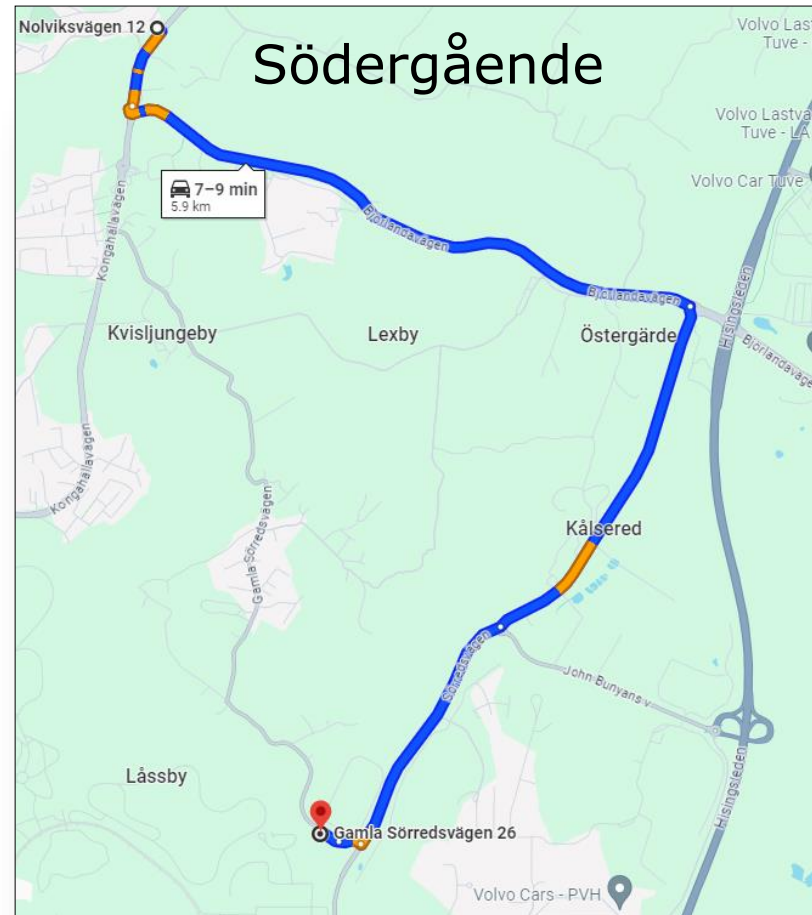 Nolviksvägen 12
Södergående
Volvo Las
Tuve -
Volvo Lastva
Tuve - LA
Volvo Car Tuve
7–9 min
5.9 km
Kongahällavägen
Björlandavägen
Björlandavägen
Hisingsleden
Björlandaväge
Kvisljungeby
Lexby
Östergärde
Kongahällavägen
Gamla Sörredsvägen
Kålsered
Sörredsvägen
John Bunyans v
Hisingsleden
Låssby
Gamla Sörredsvägen 26
Volvo Cars - PVH